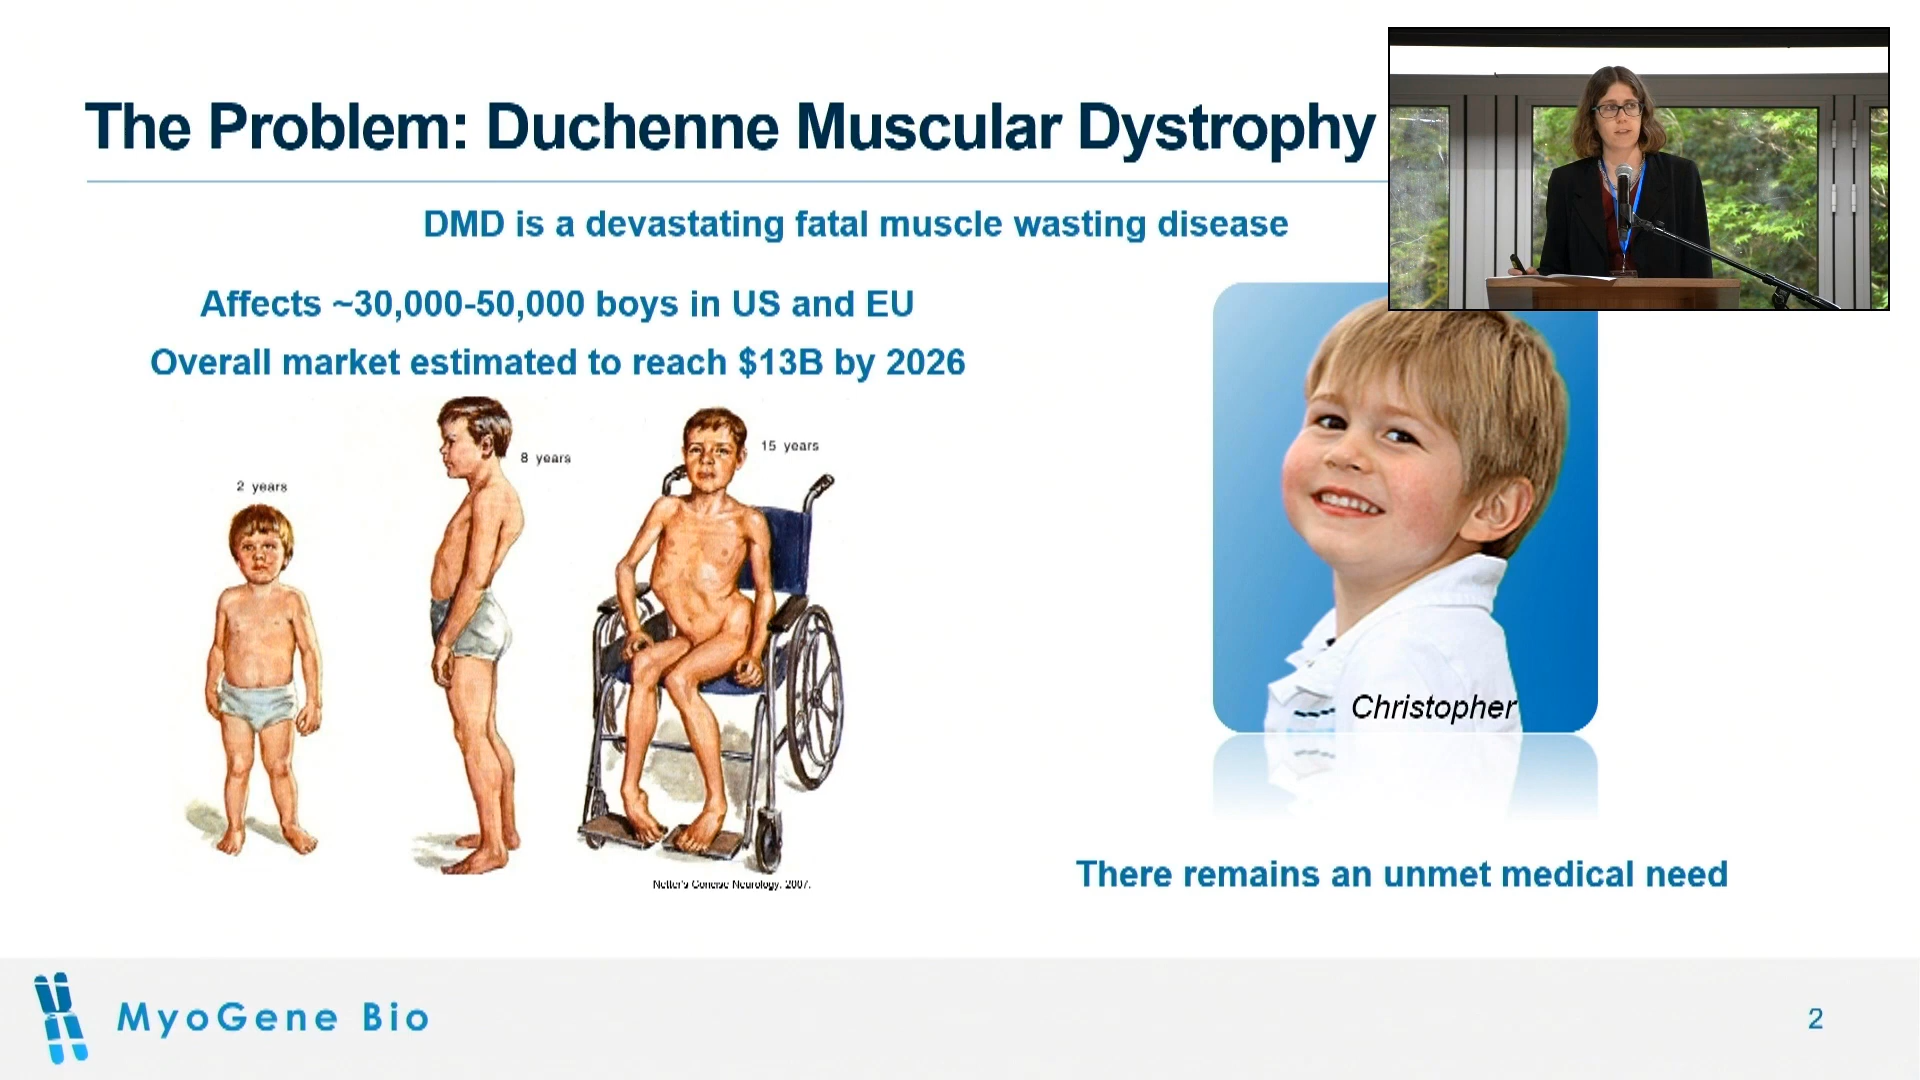 The Problem: Duchenne Muscular Dystrophy
DMD is a devastating fatal muscle wasting disease
Affects ~30,000-50,000 boys in US and EU
Overall market estimated to reach $13B by 2026
2 years
8 years
15 years
Netter's Concise Neurology. 2007.
Christopher
There remains an unmet medical need
MyoGene Bio
2